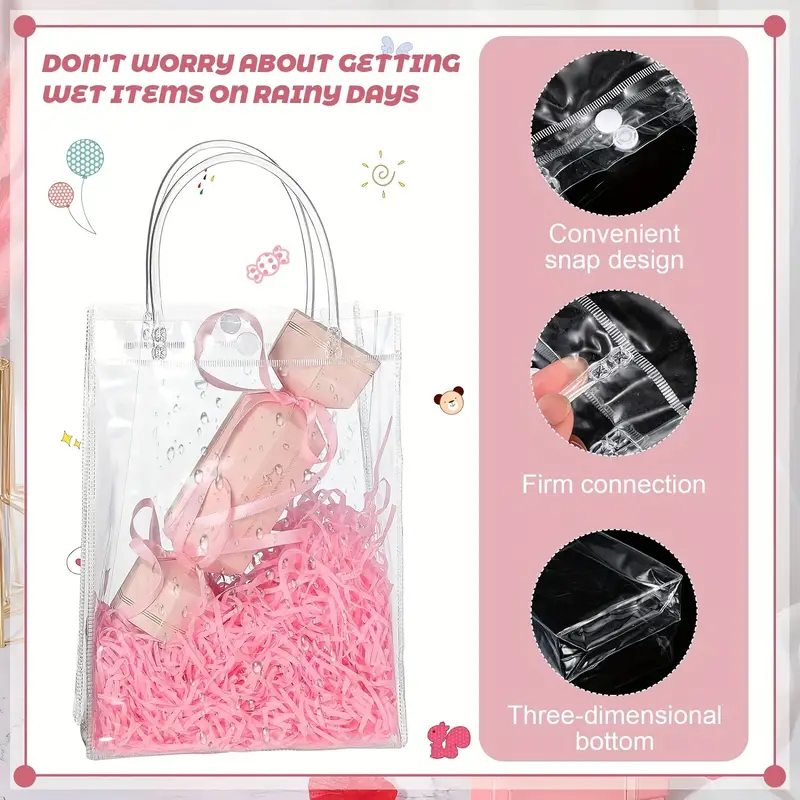 DON'T WORRY ABOUT GETTING
WET ITEMS ON RAINY DAYS
Convenient
snap design
Firm connection
Three-dimensional
bottom